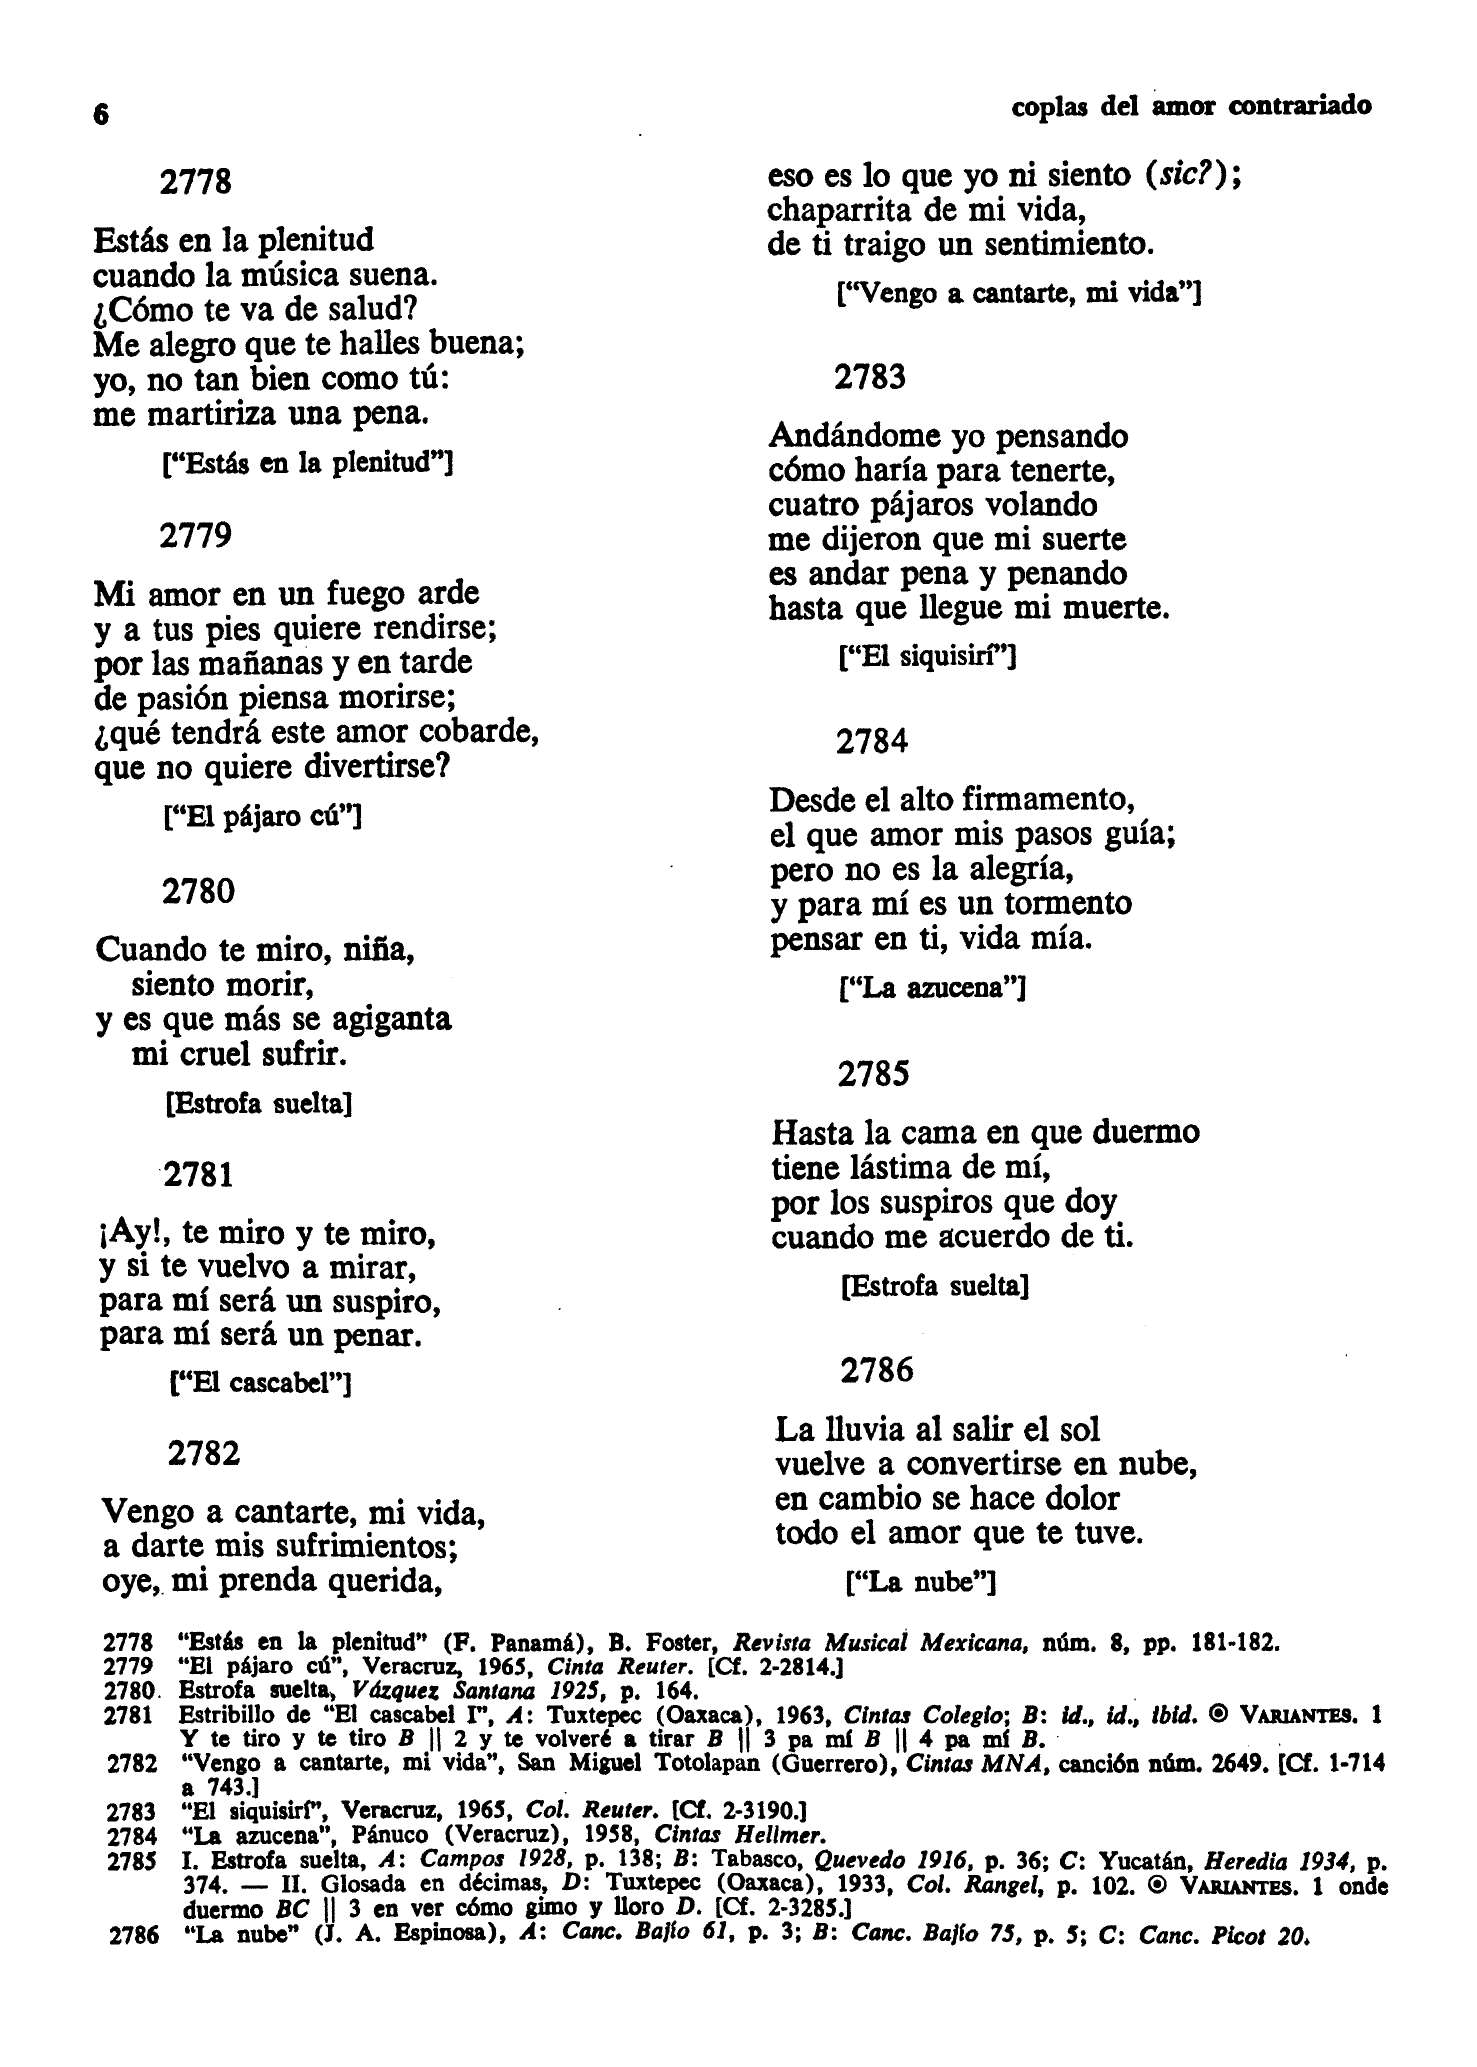 6
coplas del amor contrariado
2778
Estás en la plenitud
cuando la música suena.
¿Cómo te va de salud?
Me alegro que te halles buena;
yo, no tan bien como tú:
me martiriza una pena.
[“Estás en la plenitud”]
2779
Mi amor en un fuego arde
y a tus pies quiere rendirse;
por las mañanas y en tarde
de pasión piensa morirse;
¿qué tendrá este amor cobarde,
que no quiere divertirse?
[“El pájaro cú”]
2780
Cuando te miro, niña,
siento morir,
y es que más se agiganta
mi cruel sufrir.
[Estrofa suelta]
2781
¡Ay!, te miro y te miro,
y si te vuelvo a mirar,
para mí será un suspiro,
para mí será un penar.
[“El cascabel”]
2782
Vengo a cantarte, mi vida,
a darte mis sufrimientos;
oye, mi prenda querida,
eso es lo que yo ni siento (sic?);
chaparrita de mi vida,
de ti traigo un sentimiento.
[“Vengo a cantarte, mi vida”]
2783
Andándome yo pensando
cómo haría para tenerte,
cuatro pájaros volando
me dijeron que mi suerte
es andar pena y penando
hasta que llegue mi muerte.
[“El siquisirí”]
2784
Desde el alto firmamento,
el que amor mis pasos guía;
pero no es la alegría,
y para mí es un tormento
pensar en ti, vida mía.
[“La azucena”]
2785
Hasta la cama en que duermo
tiene lástima de mí,
por los suspiros que doy
cuando me acuerdo de ti.
[Estrofa suelta]
2786
La lluvia al salir el sol
vuelve a convertirse en nube,
en cambio se hace dolor
todo el amor que te tuve.
[“La nube”]
2778 “Estás en la plenitud” (F. Panamá), B. Foster, Revista Musical Mexicana, núm. 8, pp. 181-182.
2779 “El pájaro cú”, Veracruz, 1965, Cinta Reuter. [Cf. 2-2814.]
2780. Estrofa suelta, Vázquez Santana 1925, p. 164.
2781 Estribillo de “El cascabel I”, A: Tuxtepec (Oaxaca), 1963, Cintas Colegio; B: id., id., ibid. ® VARIANTES. 1
Y te tiro y te tiro B || 2 y te volveré a tirar B || 3 pa mí B || 4 pa mí B.
2782 “Vengo a cantarte, mi vida”, San Miguel Totolapan (Guerrero), Cintas MNA, canción núm. 2649. [Cf. 1-714
a 743.]
2783 “El siquisirí”, Veracruz, 1965, Col. Reuter. [Cf. 2-3190.]
2784 “La azucena”, Pánuco (Veracruz), 1958, Cintas Hellmer.
2785 I. Estrofa suelta, A: Campos 1928, p. 138; B: Tabasco, Quevedo 1916, p. 36; C: Yucatán, Heredia 1934, p.
374. — II. Glosada en décimas, D: Tuxtepec (Oaxaca), 1933, Col. Rangel, p. 102. ® VARIANTES. 1 onde
duermo BC || 3 en ver cómo gimo y lloro D. [Cf. 2-3285.]
2786 “La nube” (J. A. Espinosa), A: Canc. Bajío 61, p. 3; B: Canc. Bajío 75, p. 5; C: Canc. Picot 20.